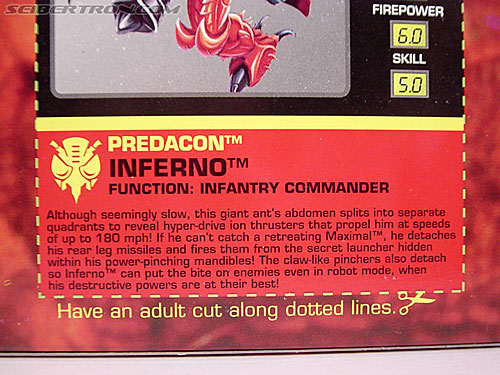 SEIBERTRON.COM
FIREPOWER
6.0
SKILL
5.0
PREDACON™
INFERNO™
FUNCTION: INFANTRY COMMANDER
Although seemingly slow, this giant ant's abdomen splits into separate
quadrants to reveal hyper-drive ion thrusters that propel him at speeds
of up to 180 mph! If he can't catch a retreating Maximal™, he detaches
his rear leg missiles and fires them from the secret launcher hidden
within his power-pinching mandibles! The claw-like pinchers also detach
so Inferno™ can put the bite on enemies even in robot mode, when
his destructive powers are at their best!
Have an adult cut along dotted lines.